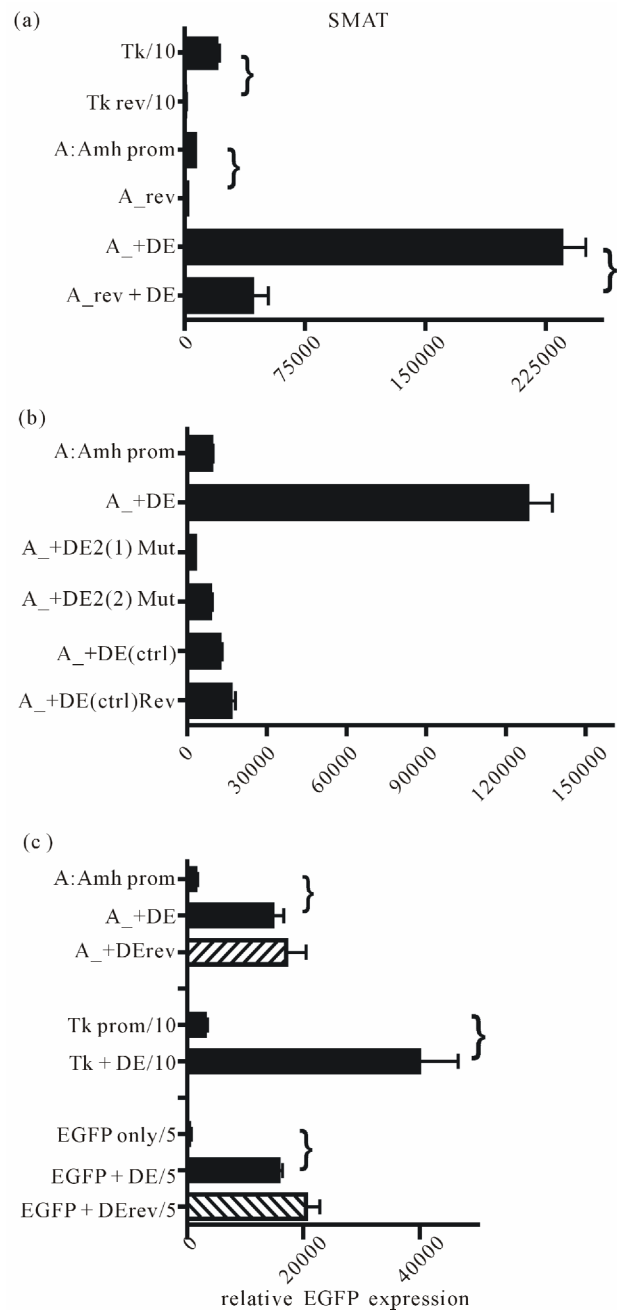 (a)
SMAT
Tk/10
Tk rev/10
A:Amh prom
A_rev
A_+DE
A_rev + DE
0
75000
150000
225000
(b)
A:Amh prom
A_+DE
A_+DE2(1) Mut
A_+DE2(2) Mut
A_+DE(ctrl)
A_+DE(ctrl)Rev
0
30000
60000
90000
120000
150000
(c)
A:Amh prom
A_+DE
A_+DErev
Tk prom/10
Tk + DE/10
EGFP only/5
EGFP + DE/5
EGFP + DErev/5
0
20000
40000
relative EGFP expression